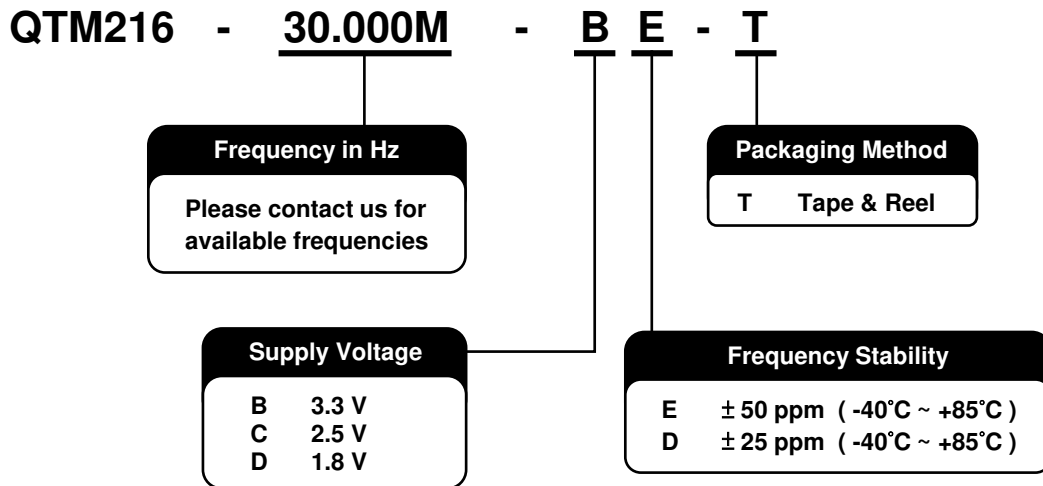 QTM216 - 30.000M - B E - T
Frequency in Hz
Please contact us for
available frequencies
Packaging Method
T Tape & Reel
Supply Voltage
B 3.3 V
C 2.5 V
D 1.8 V
Frequency Stability
E ± 50 ppm ( -40°C ~ +85°C )
D ± 25 ppm ( -40°C ~ +85°C )